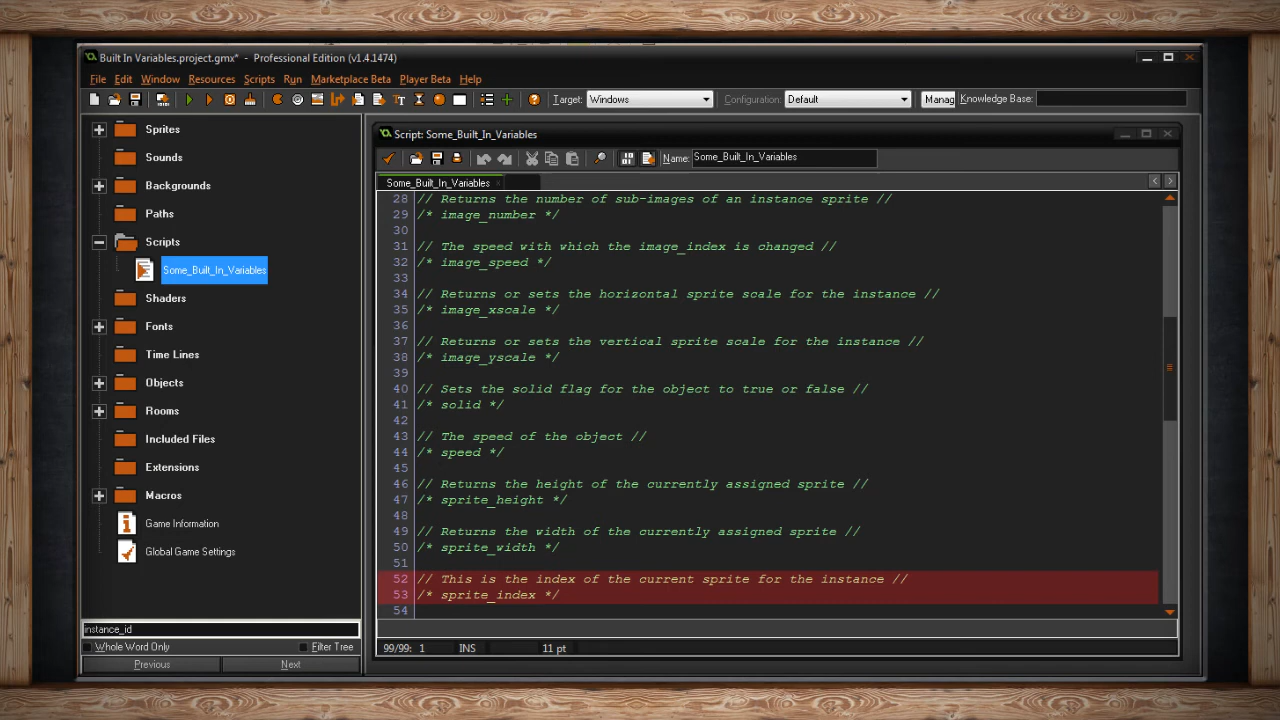 Built In Variables.project.gmx* - Professional Edition (v1.4.1474)
File Edit Window Resources Scripts Run Marketplace Beta Player Beta Help
Target: Windows Configuration: Default Manag Knowledge Base:
Sprites
Sounds
Backgrounds
Paths
Scripts
Some_Built_In_Variables
Shaders
Fonts
Time Lines
Objects
Rooms
Included Files
Extensions
Macros
Game Information
Global Game Settings
instance_id
Whole Word Only Filter Tree
Previous Next
Script: Some_Built_In_Variables
Name: Some_Built_In_Variables
Some_Built_In_Variables
28 // Returns the number of sub-images of an instance sprite //
29 /* image_number */
30
31 // The speed with which the image_index is changed //
32 /* image_speed */
33
34 // Returns or sets the horizontal sprite scale for the instance //
35 /* image_xscale */
36
37 // Returns or sets the vertical sprite scale for the instance //
38 /* image_yscale */
39
40 // Sets the solid flag for the object to true or false //
41 /* solid */
42
43 // The speed of the object //
44 /* speed */
45
46 // Returns the height of the currently assigned sprite //
47 /* sprite_height */
48
49 // Returns the width of the currently assigned sprite //
50 /* sprite_width */
51
52 // This is the index of the current sprite for the instance //
53 /* sprite_index */
54
99/99: 1 INS 11 pt